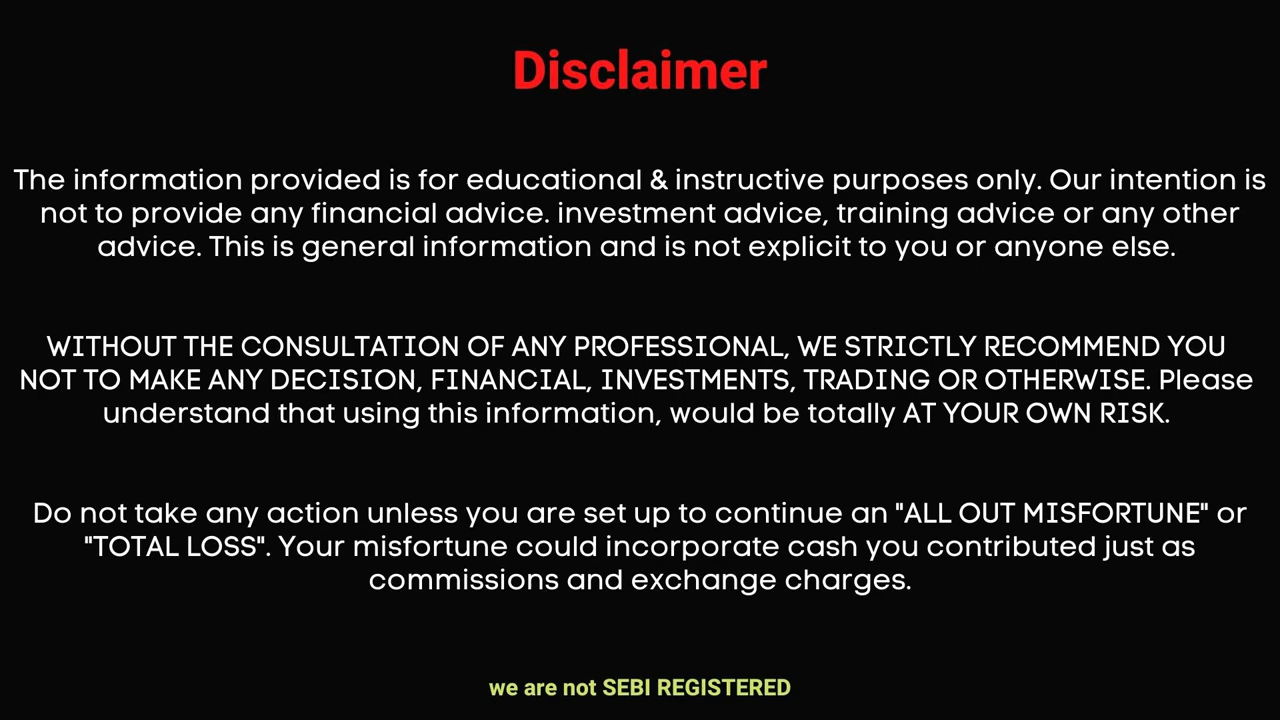 Disclaimer
The information provided is for educational & instructive purposes only. Our intention is
not to provide any financial advice. investment advice, training advice or any other
advice. This is general information and is not explicit to you or anyone else.
WITHOUT THE CONSULTATION OF ANY PROFESSIONAL, WE STRICTLY RECOMMEND YOU
NOT TO MAKE ANY DECISION, FINANCIAL, INVESTMENTS, TRADING OR OTHERWISE. Please
understand that using this information, would be totally AT YOUR OWN RISK.
Do not take any action unless you are set up to continue an "ALL OUT MISFORTUNE" or
"TOTAL LOSS". Your misfortune could incorporate cash you contributed just as
commissions and exchange charges.
we are not SEBI REGISTERED